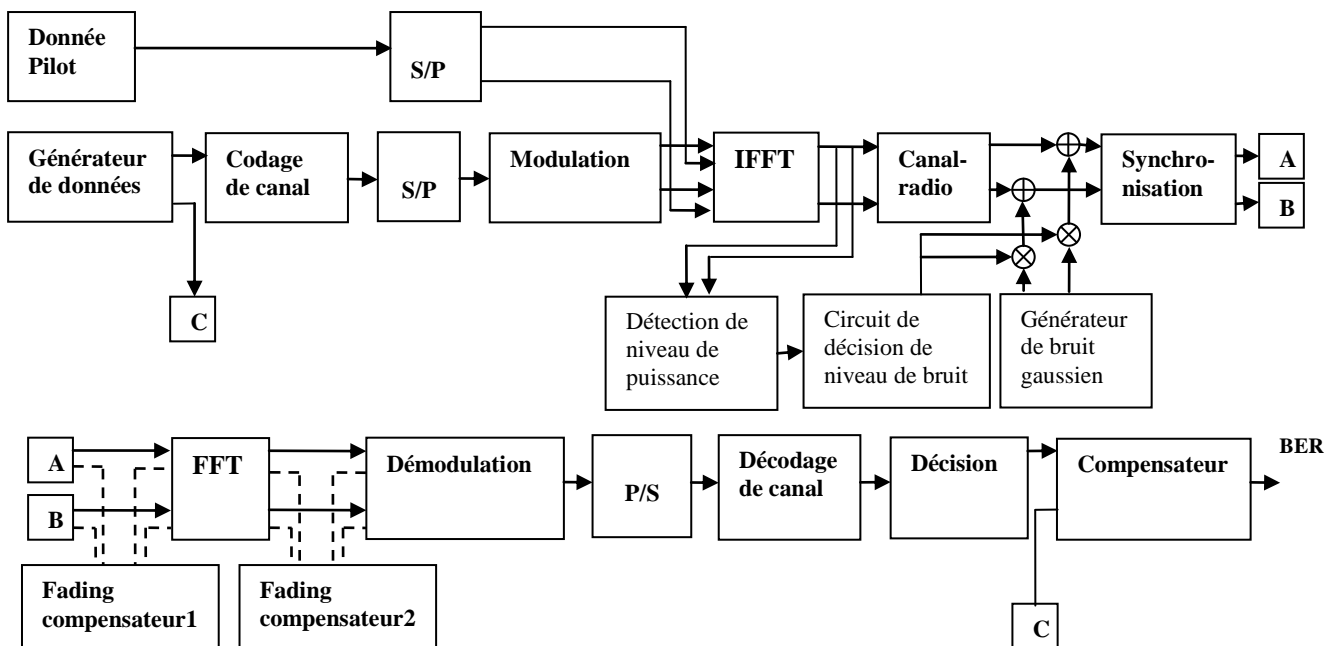 Donnée
Pilot
S/P
Générateur
de données
Codage
de canal
S/P
Modulation
IFFT
Canal-
radio
Synchro-
nisation
A
B
C
Détection de
niveau de
puissance
Circuit de
décision de
niveau de bruit
Générateur
de bruit
gaussien
A
B
FFT
Démodulation
P/S
Décodage
de canal
Décision
Compensateur
BER
Fading
compensateur1
Fading
compensateur2
C